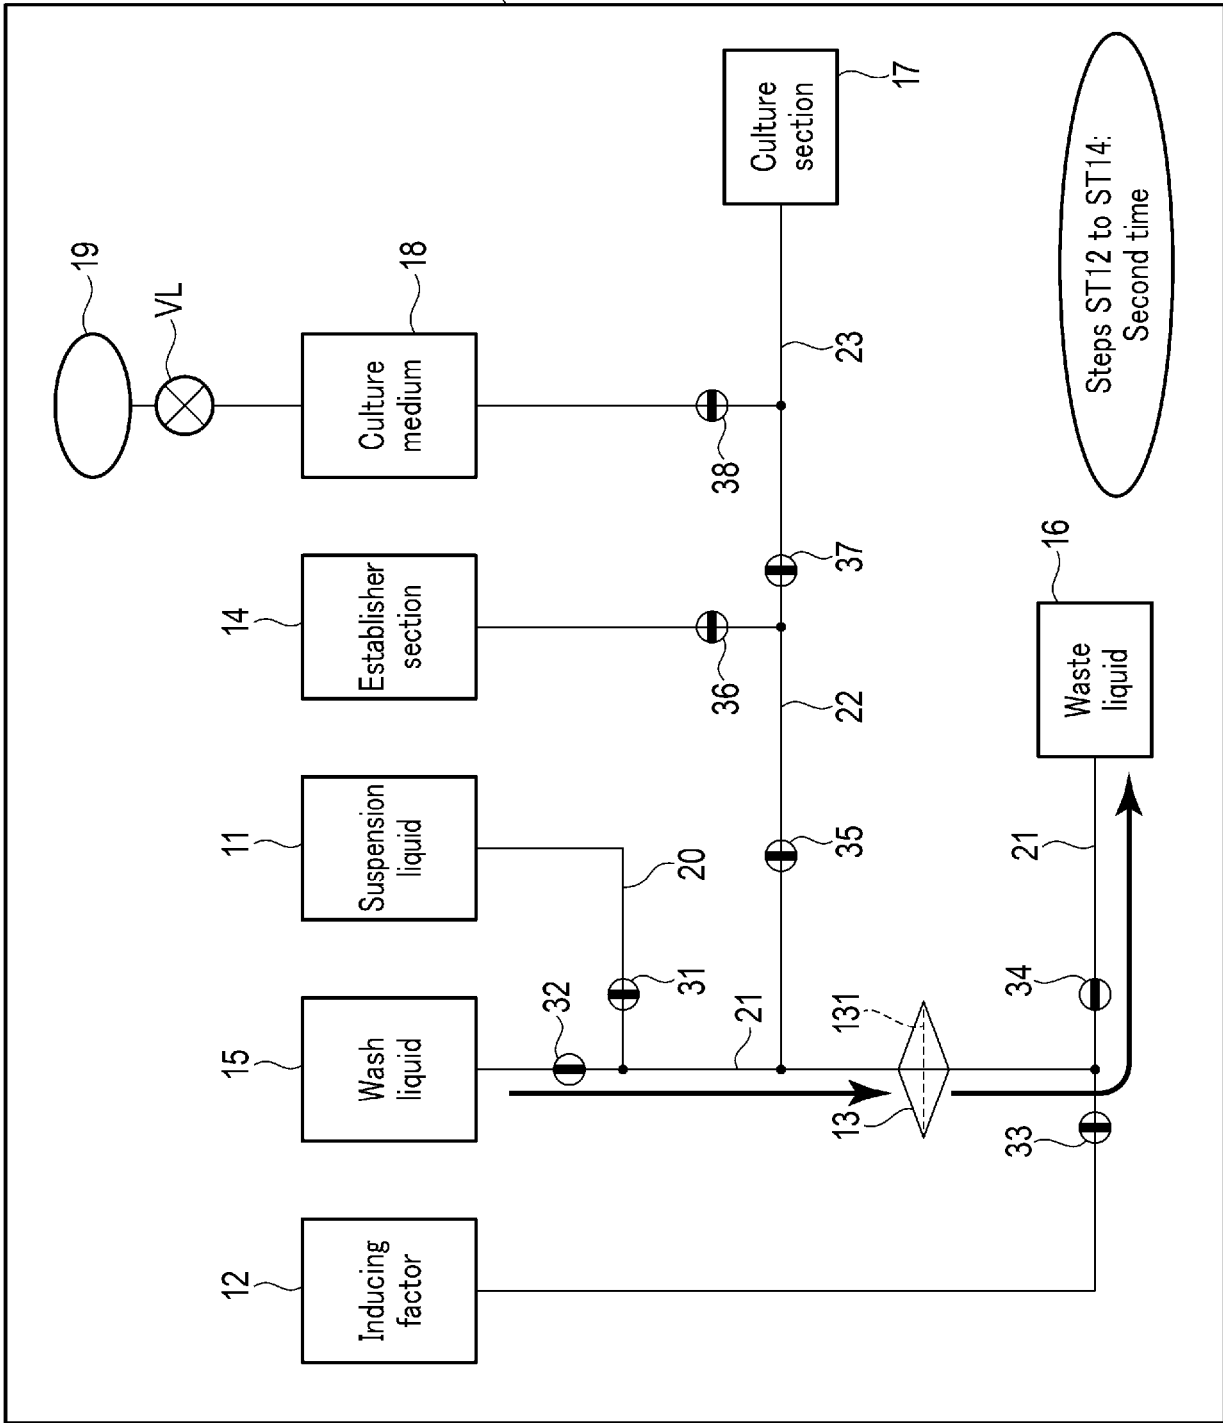 19
VL
12
Inducing
factor
15
Wash
liquid
11
Suspension
liquid
14
Establisher
section
18
Culture
medium
32
31
20
21
36
38
35
22
37
23
Culture
section
17
13
131
33
34
21
16
Waste
liquid
Steps ST12 to ST14:
Second time